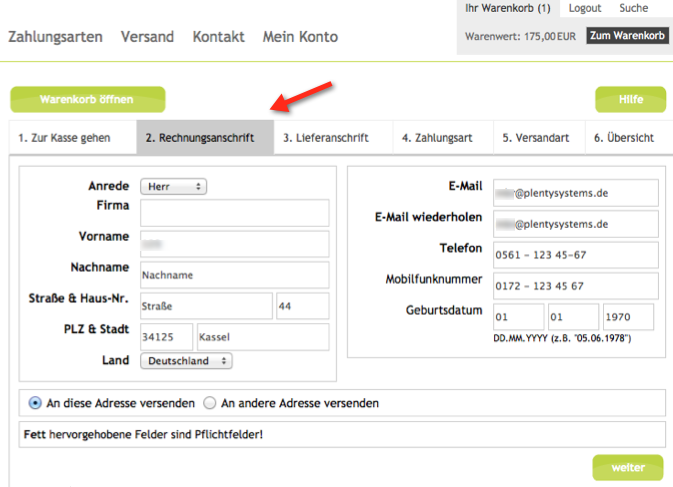 Ihr Warenkorb (1) Logout Suche
Zahlungsarten Versand Kontakt Mein Konto
Warenwert: 175,00 EUR Zum Warenkorb
Warenkorb öffnen Hilfe
1. Zur Kasse gehen 2. Rechnungsanschrift 3. Lieferanschrift 4. Zahlungsart 5. Versandart 6. Übersicht
Anrede Herr
Firma
Vorname
Nachname Nachname
Straße & Haus-Nr. Straße 44
PLZ & Stadt 34125 Kassel
Land Deutschland
E-Mail @plentysystems.de
E-Mail wiederholen @plentysystems.de
Telefon 0561 - 123 45-67
Mobilfunknummer 0172 - 123 45 67
Geburtsdatum 01 01 1970
DD.MM.YYYY (z.B. "05.06.1978")
An diese Adresse versenden An andere Adresse versenden
Fett hervorgehobene Felder sind Pflichtfelder!
weiter